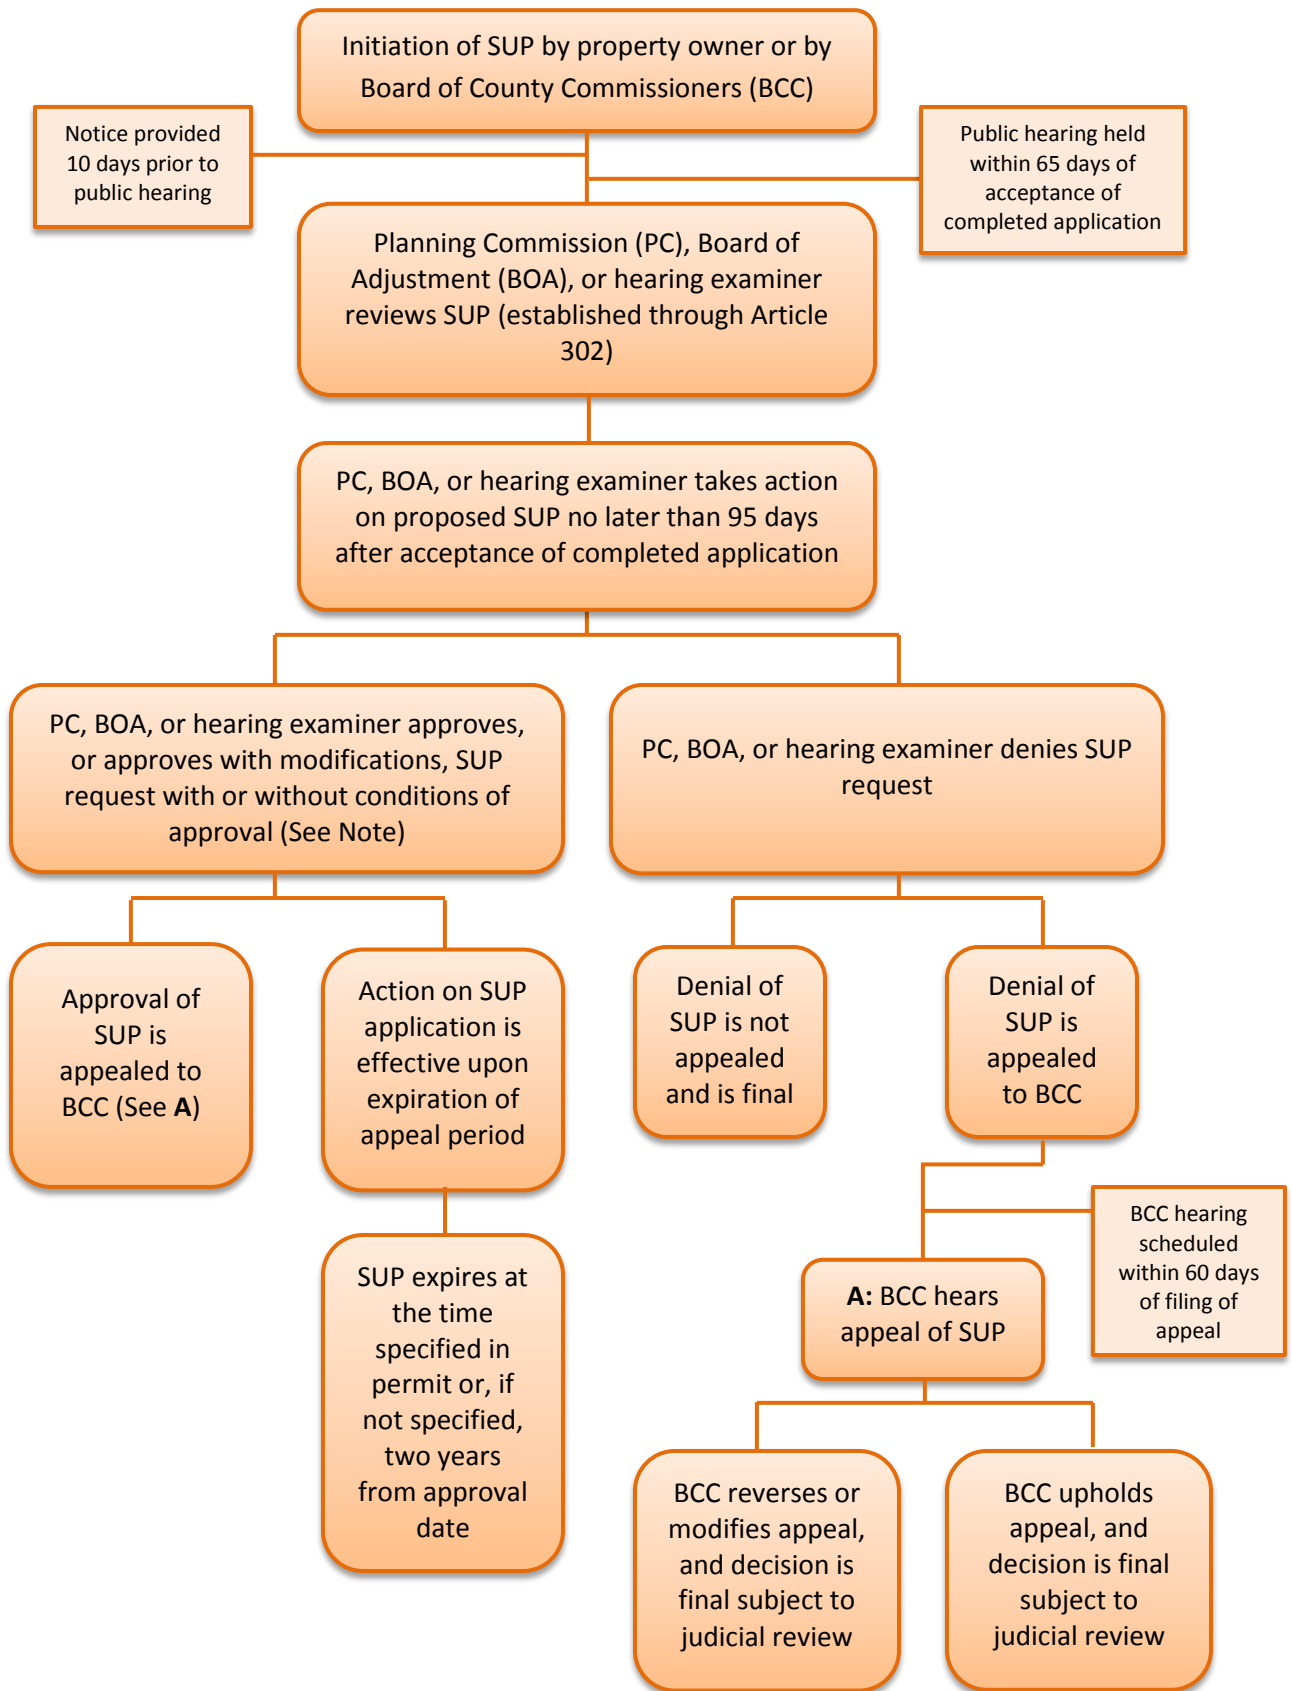 Initiation of SUP by property owner or by
Board of County Commissioners (BCC)
Notice provided
10 days prior to
public hearing
Public hearing held
within 65 days of
acceptance of
completed application
Planning Commission (PC), Board of
Adjustment (BOA), or hearing examiner
reviews SUP (established through Article
302)
PC, BOA, or hearing examiner takes action
on proposed SUP no later than 95 days
after acceptance of completed application
PC, BOA, or hearing examiner approves,
or approves with modifications, SUP
request with or without conditions of
approval (See Note)
PC, BOA, or hearing examiner denies SUP
request
Approval of
SUP is
appealed to
BCC (See A)
Action on SUP
application is
effective upon
expiration of
appeal period
Denial of
SUP is not
appealed
and is final
Denial of
SUP is
appealed
to BCC
BCC hearing
scheduled
within 60 days
of filing of
appeal
SUP expires at
the time
specified in
permit or, if
not specified,
two years
from approval
date
A: BCC hears
appeal of SUP
BCC reverses or
modifies appeal,
and decision is
final subject to
judicial review
BCC upholds
appeal, and
decision is final
subject to
judicial review